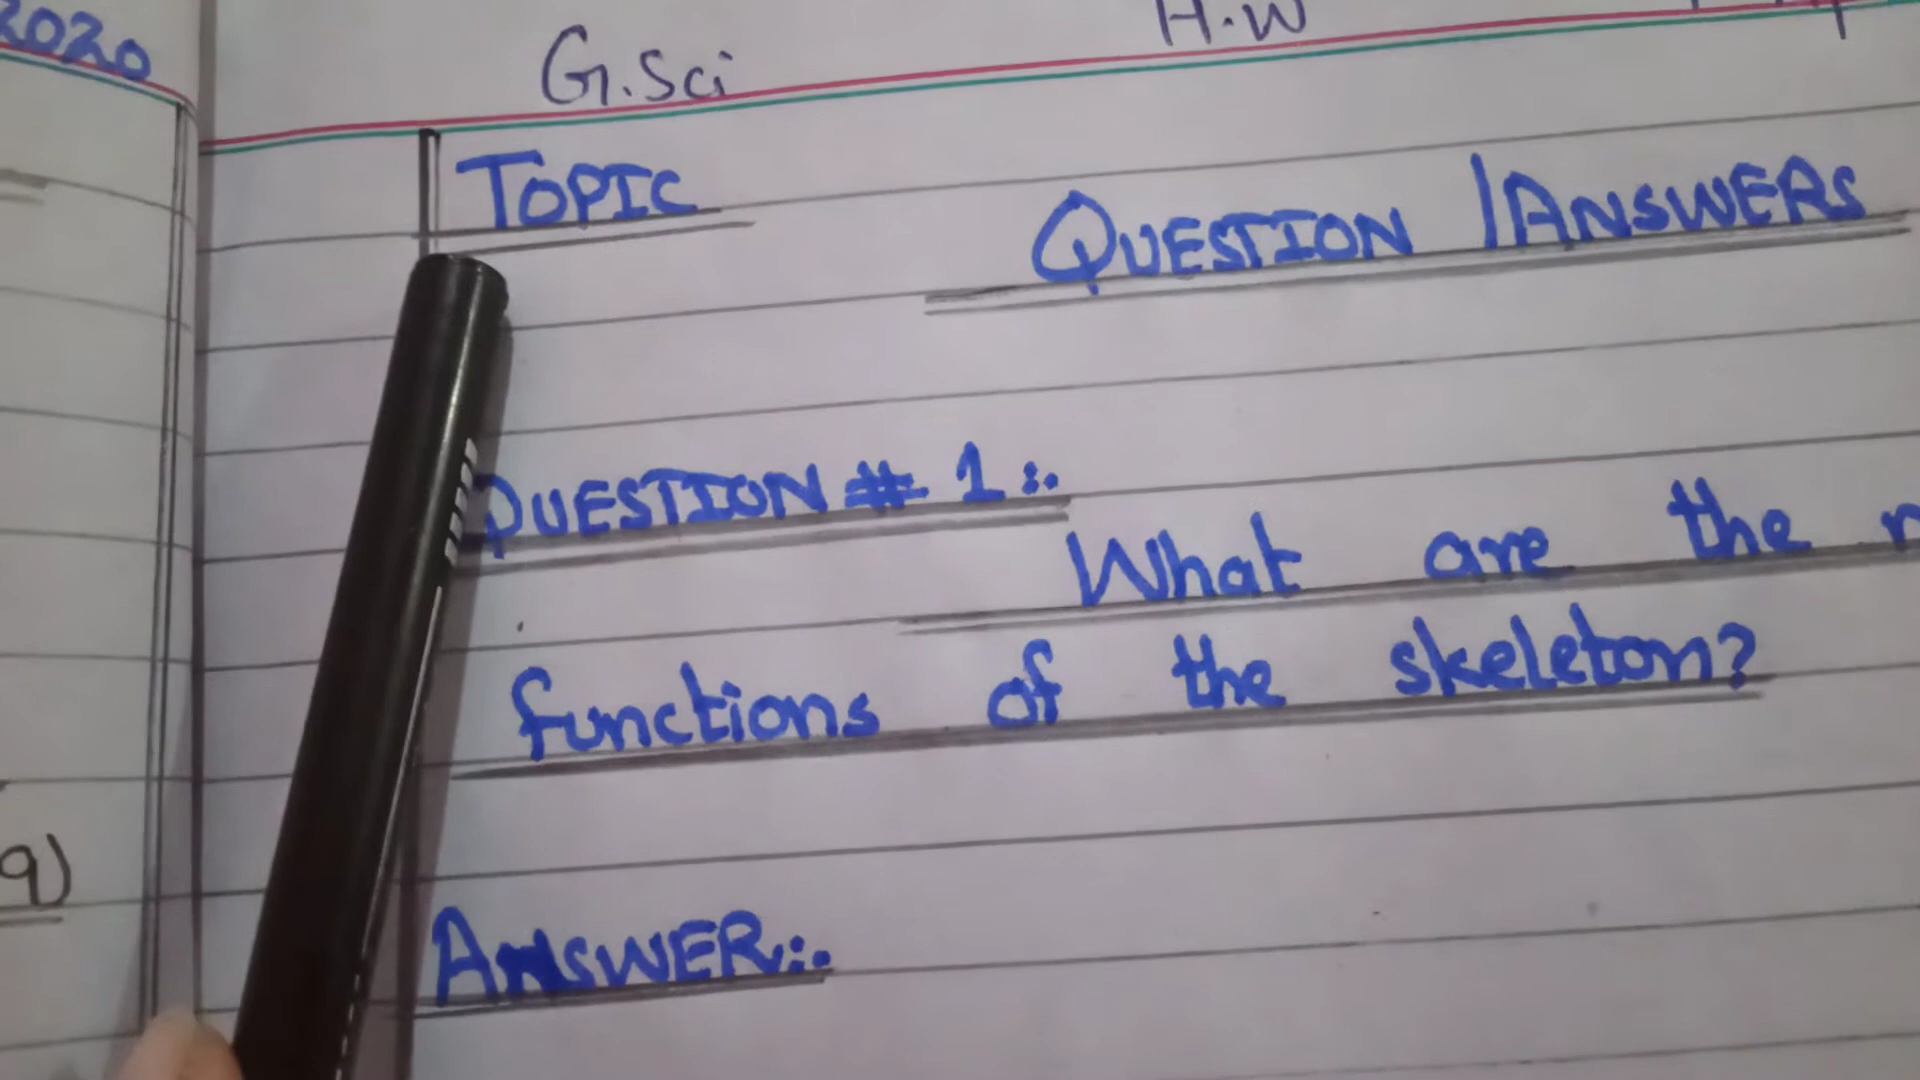 2020
G.Sci
H.W
TOPIC
QUESTION /ANSWERS
QUESTION # 1:.
What are the
functions of the skeleton?
9)
ANSWER:.